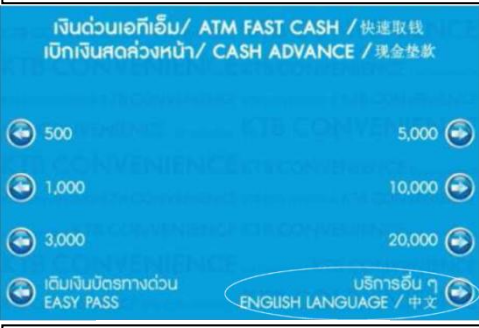 เงินด่วนเอทีเอ็ม/ ATM FAST CASH /快速取钱
เบิกเงินสดล่วงหน้า/ CASH ADVANCE /现金垫款
500
5,000
1,000
10,000
3,000
20,000
เติมเงินบัตรทางด่วน
EASY PASS
บริการอื่น ๆ
ENGLISH LANGUAGE / 中文